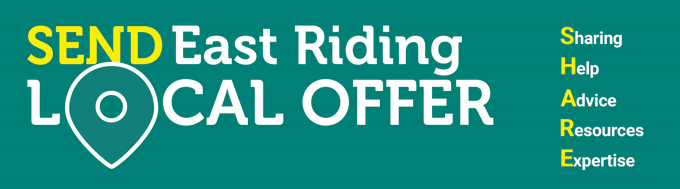 SEND East Riding
LOCAL OFFER
Sharing
Help
Advice
Resources
Expertise